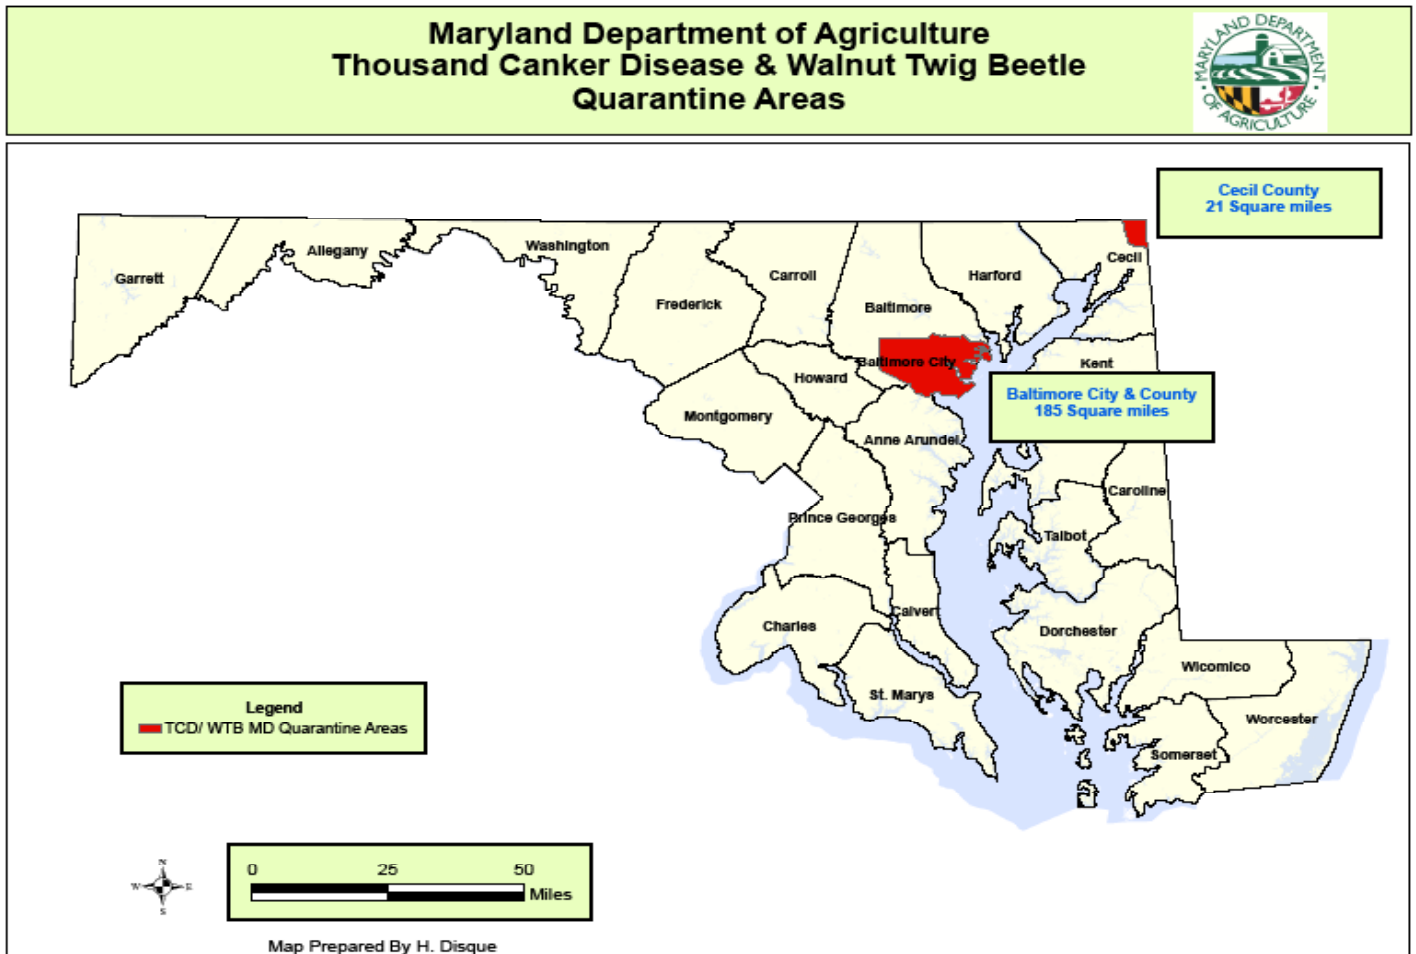 Maryland Department of Agriculture
Thousand Canker Disease & Walnut Twig Beetle
Quarantine Areas
MARYLAND DEPARTMENT
• OF AGRICULTURE •
Cecil County
21 Square miles
Garrett
Allegany
Washington
Frederick
Carroll
Baltimore
Harford
Cecil
Baltimore City
Kent
Howard
Baltimore City & County
185 Square miles
Montgomery
Anne Arundel
Caroline
Prince Georges
Talbot
Calvert
Charles
Dorchester
Wicomico
St. Marys
Worcester
Somerset
Legend
TCD/ WTB MD Quarantine Areas
N
W
E
S
0 25 50
Miles
Map Prepared By H. Disque